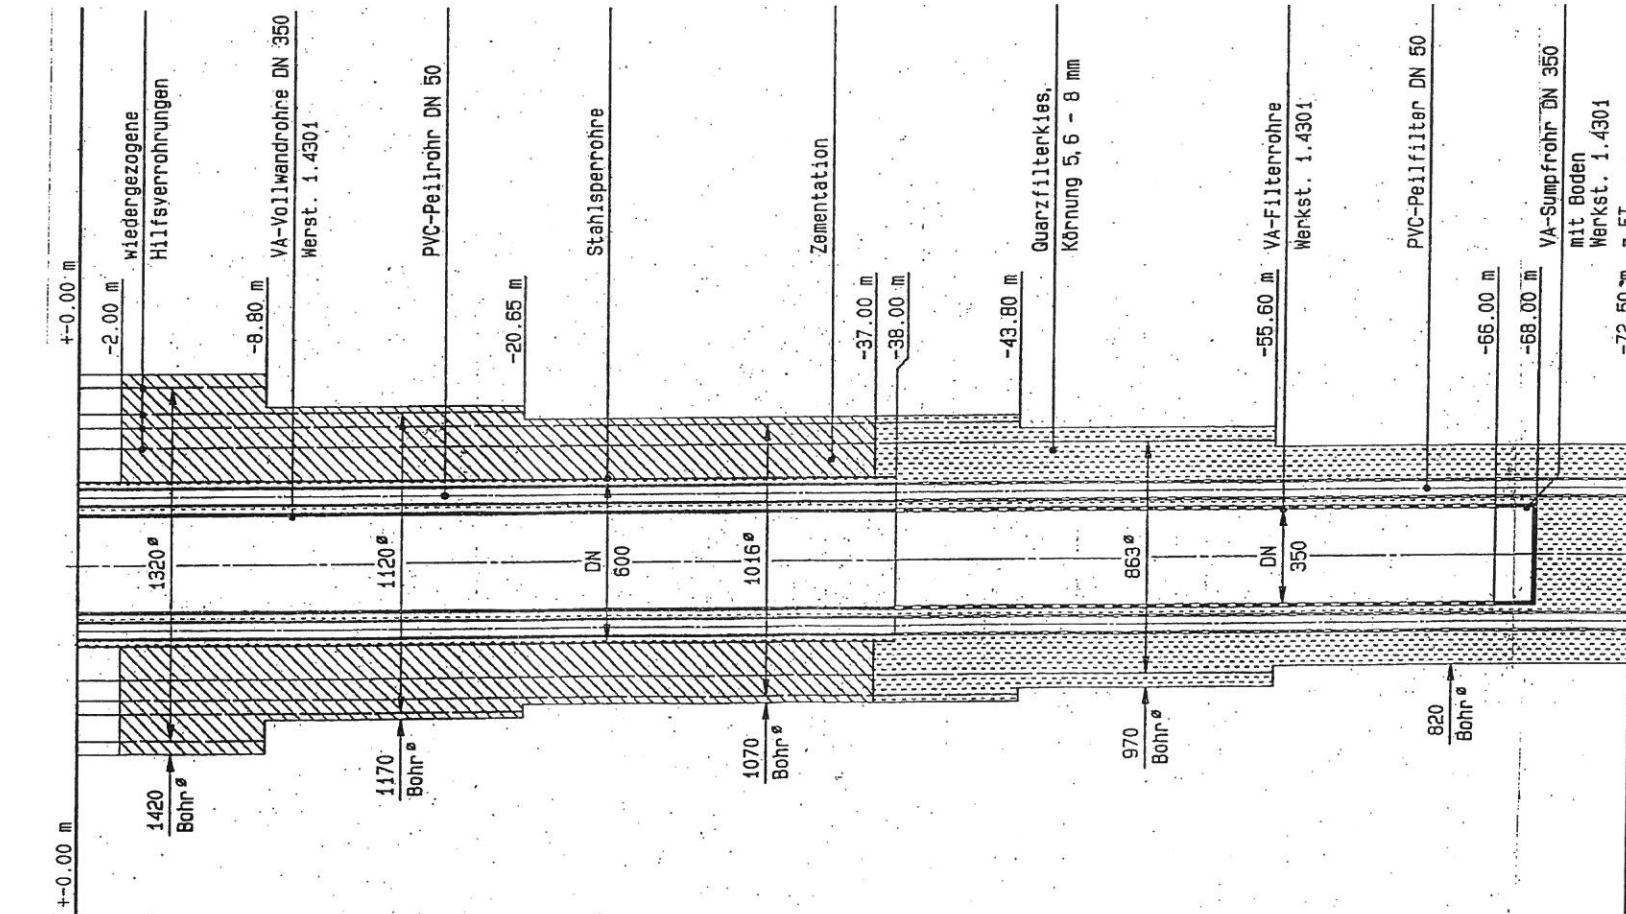 +-0.00 m
-2.00 m
wiedergezogene
Hilfsverrohrungen
-8.80 m
VA-Vollwandrohre DN 350
Werst. 1.4301
PVC-Peilrohr DN 50
-20.65 m
Stahlsperrohre
Zementation
-37.00 m
-38.00 m
-43.80 m
Quarzfilterkies,
Körnung 5,6 - 8 mm
-55.60 m
VA-Filterrohre
Werkst. 1.4301
PVC-Peilfilter DN 50
-66.00 m
-68.00 m
VA-Sumpfrohr DN 350
mit Boden
Werkst. 1.4301
1320ø
1120ø
DN
600
1016ø
863ø
DN
350
1420
Bohrø
1170
Bohrø
1070
Bohrø
970
Bohrø
820
Bohrø
+-0.00 m